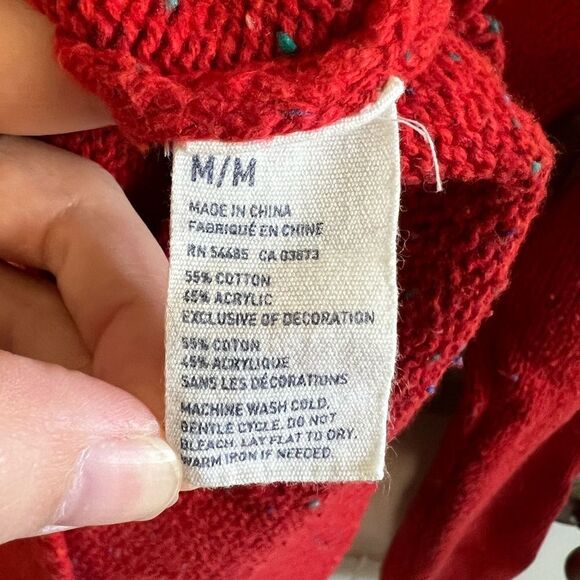 M/M
MADE IN CHINA
FABRIQUÉ EN CHINE
RN 54485 CA 03873
55% COTTON
45% ACRYLIC
EXCLUSIVE OF DECORATION
55% COTON
45% ACRYLIQUE
SANS LES DÉCORATIONS
MACHINE WASH COLD,
GENTLE CYCLE. DO NOT
BLEACH. LAY FLAT TO DRY.
WARM IRON IF NEEDED.